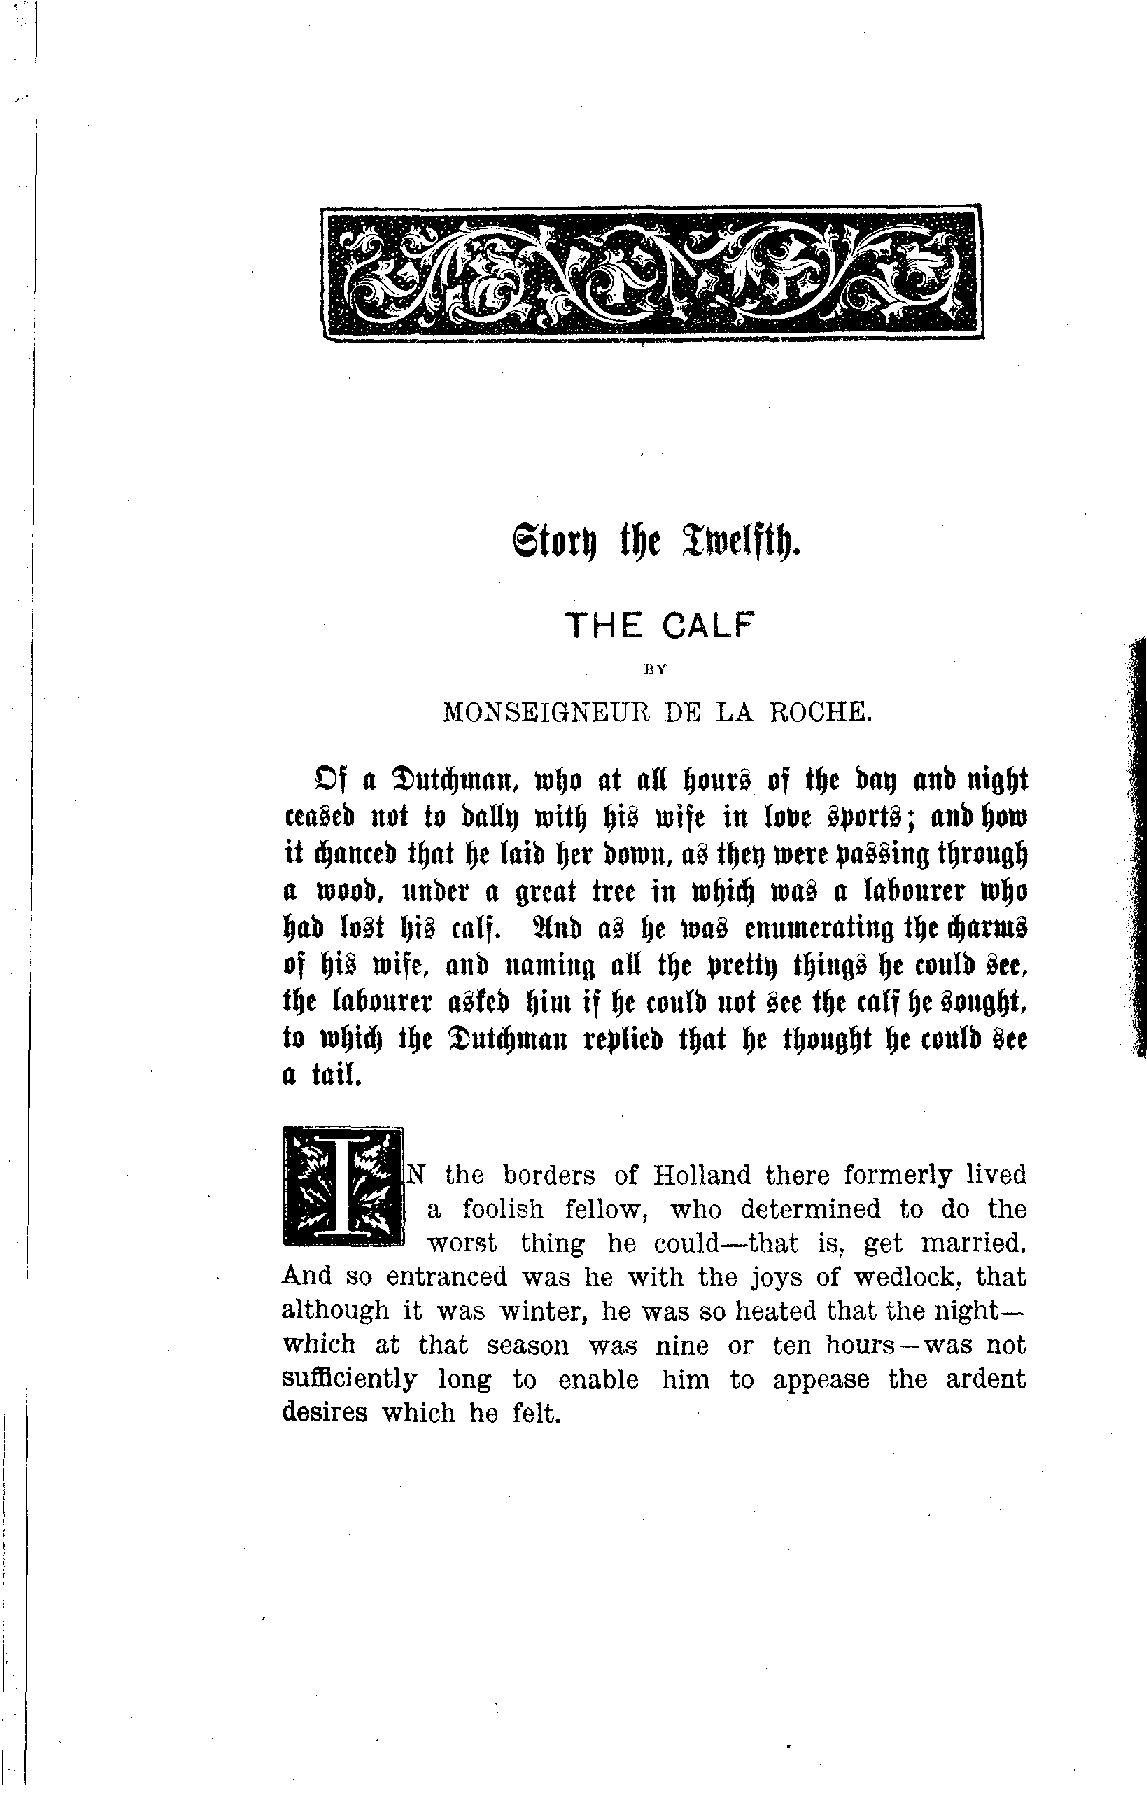 Story the Twelfth.
THE CALF
BY
MONSEIGNEUR DE LA ROCHE.
Of a Dutchman, who at all hours of the day and night
ceased not to dally with his wife in love sports; and how
it chanced that he laid her down, as they were passing through
a wood, under a great tree in which was a labourer who
had lost his calf. And as he was enumerating the charms
of his wife, and naming all the pretty things he could see,
the labourer asked him if he could not see the calf he sought,
to which the Dutchman replied that he thought he could see
a tail.
IN the borders of Holland there formerly lived
a foolish fellow, who determined to do the
worst thing he could—that is, get married.
And so entranced was he with the joys of wedlock, that
although it was winter, he was so heated that the night—
which at that season was nine or ten hours—was not
sufficiently long to enable him to appease the ardent
desires which he felt.